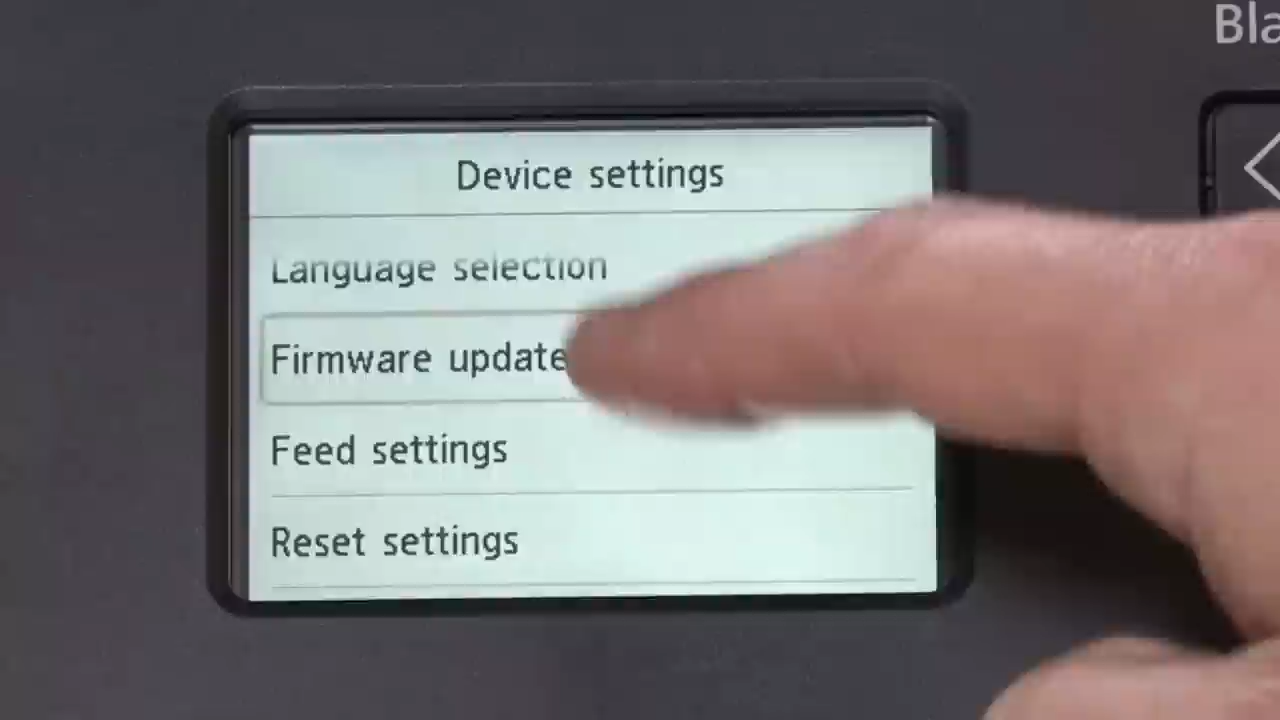 Device settings
Language selection
Firmware update
Feed settings
Reset settings